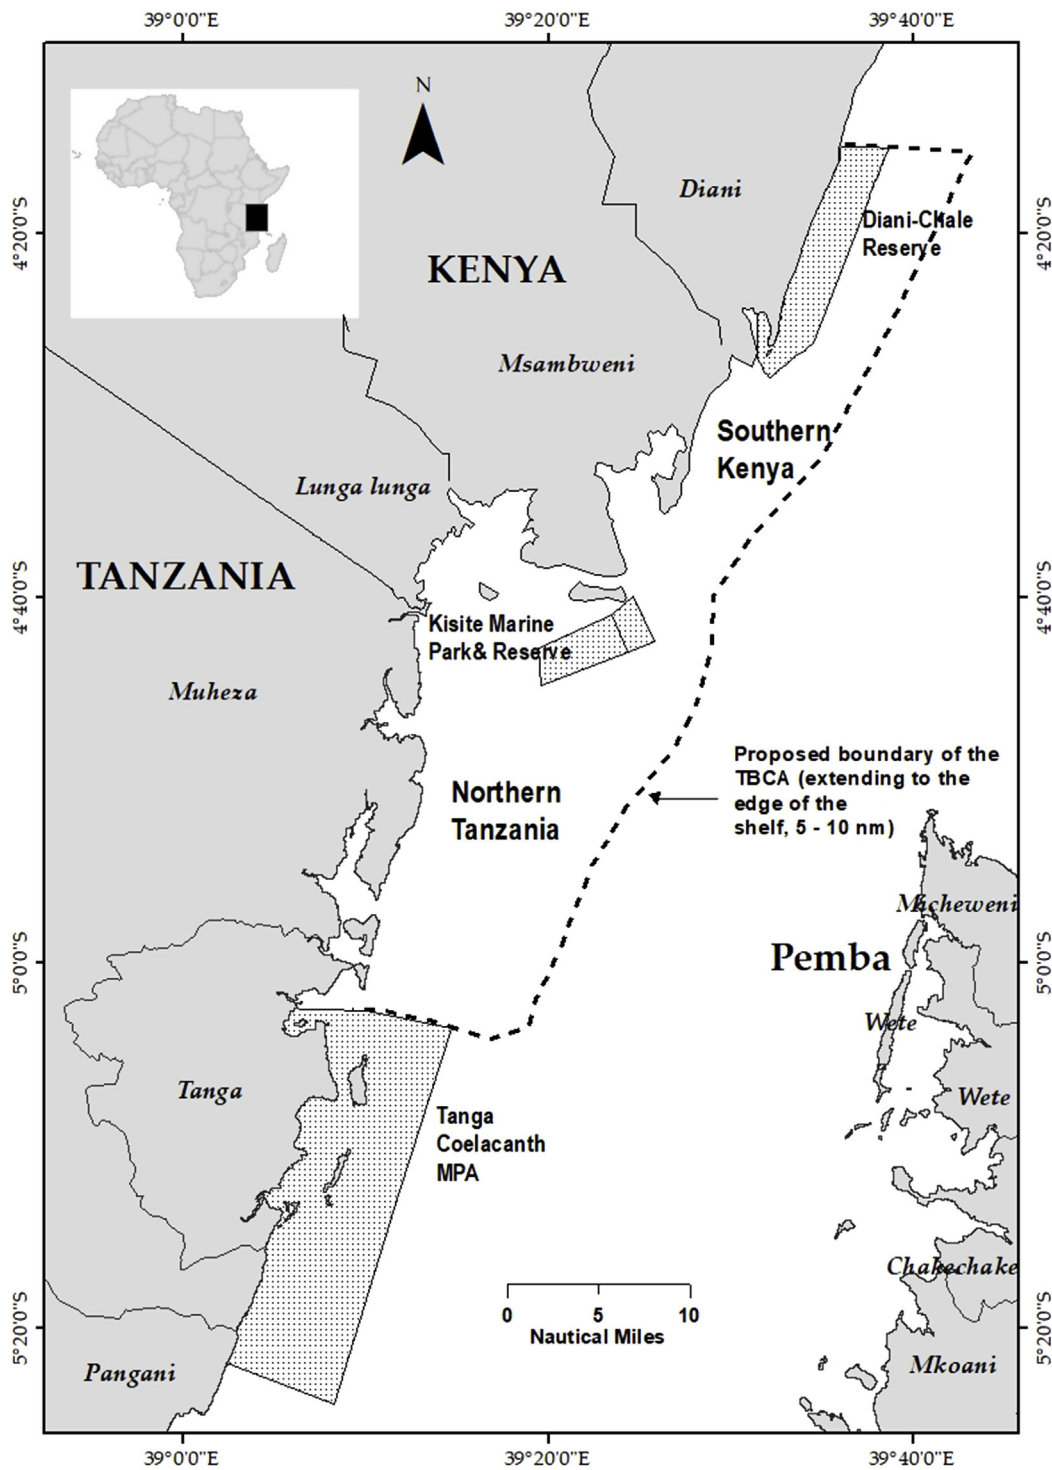 39°0'0"E
39°20'0"E
39°40'0"E
N
Diani
4°20'0"S
Diani-Chale
Reserve
4°20'0"S
KENYA
Msambweni
Southern
Kenya
Lunga lunga
TANZANIA
4°40'0"S
Kisite Marine
Park& Reserve
4°40'0"S
Muheza
Proposed boundary of the
TBCA (extending to the
edge of the
shelf, 5 - 10 nm)
Northern
Tanzania
Micheweni
5°0'0"S
Pemba
5°0'0"S
Wete
Tanga
Wete
Tanga
Coelacanth
MPA
Chakechake
0 5 10
Nautical Miles
5°20'0"S
5°20'0"S
Pangani
Mkoani
39°0'0"E
39°20'0"E
39°40'0"E